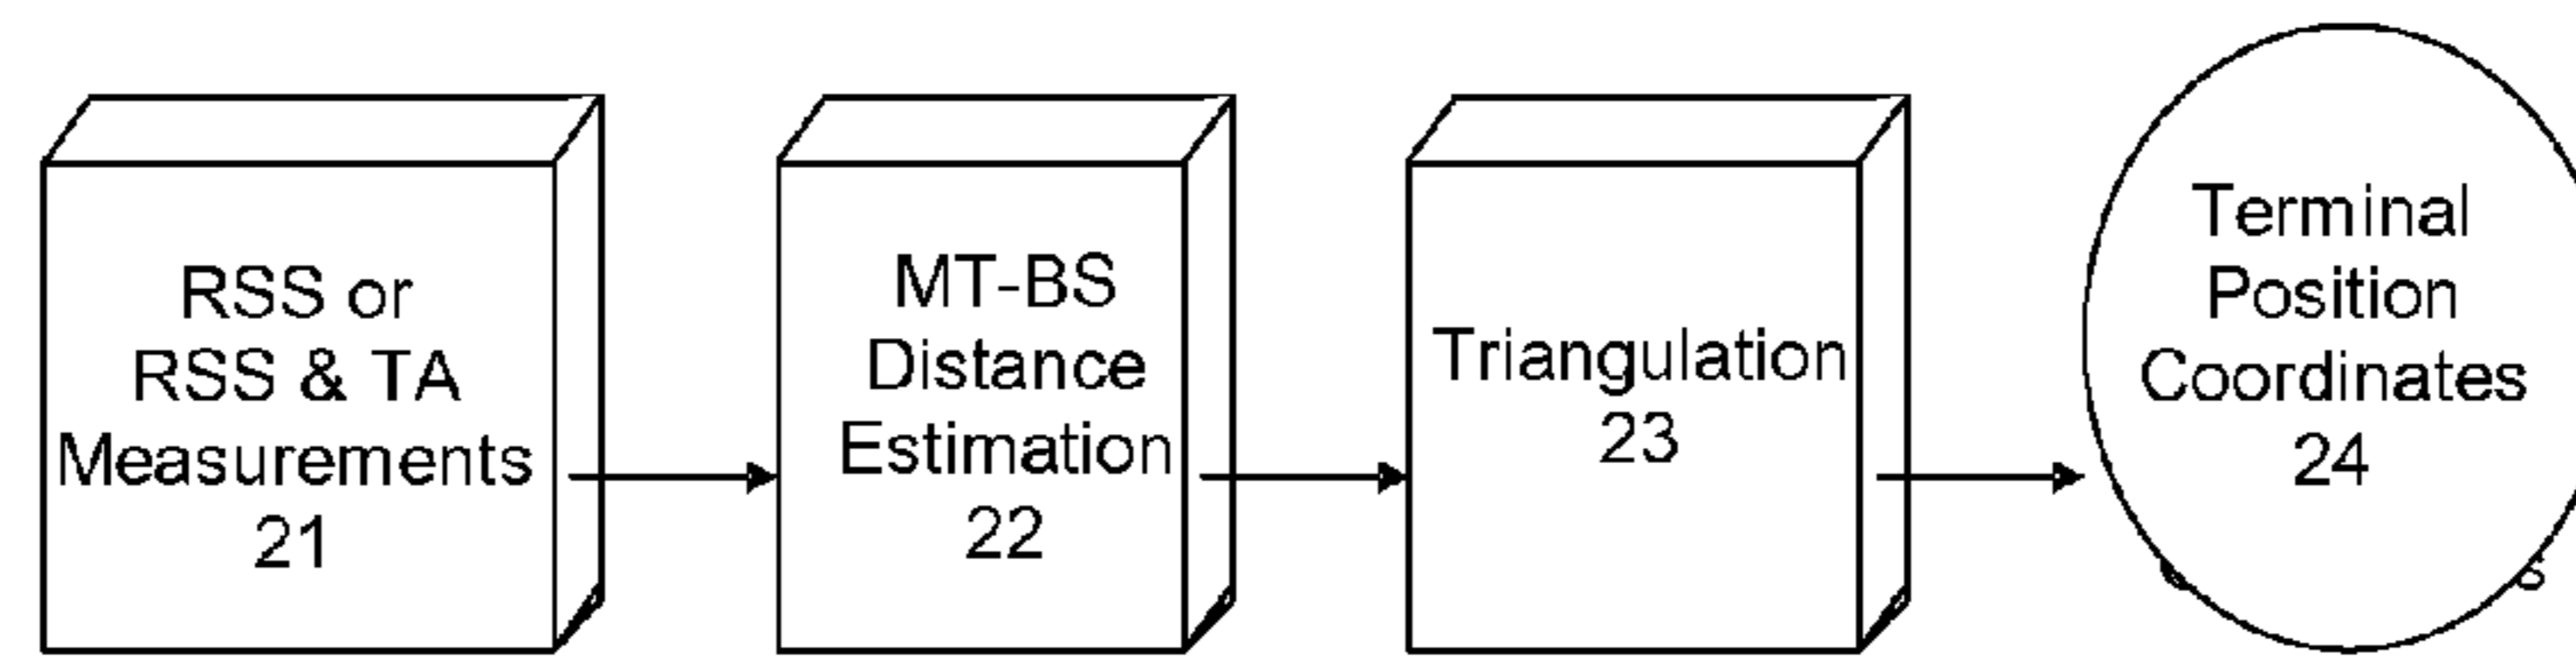 RSS or
RSS & TA
Measurements
21
MT-BS
Distance
Estimation
22
Triangulation
23
Terminal
Position
Coordinates
24